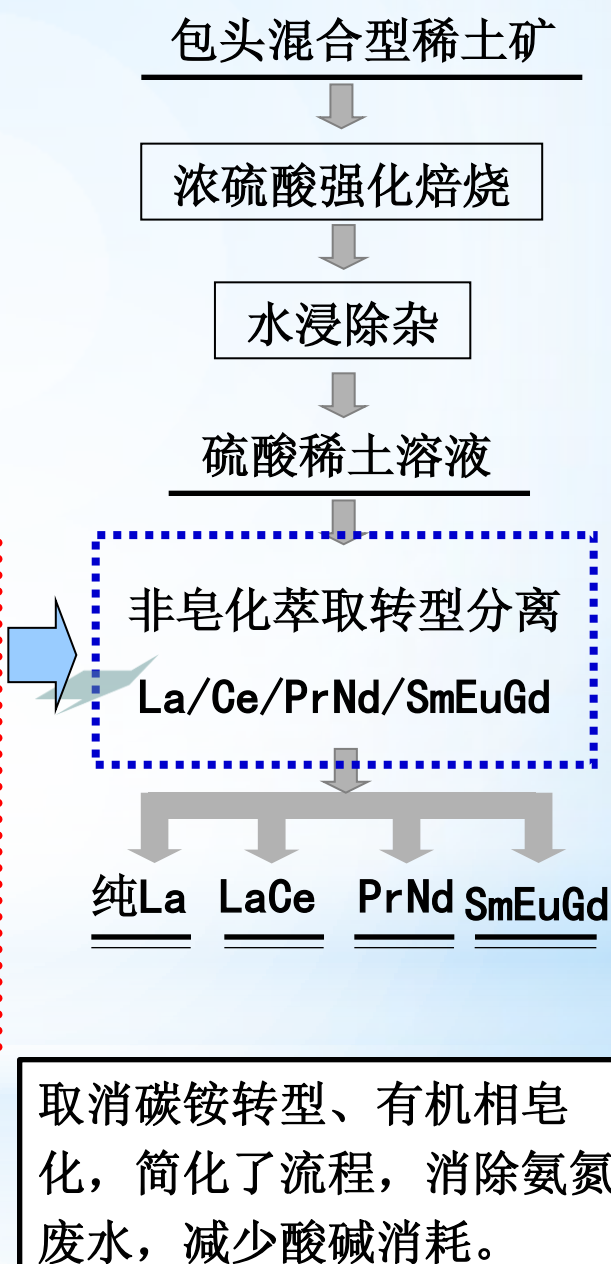 包头混合型稀土矿
浓硫酸强化焙烧
水浸除杂
硫酸稀土溶液
非皂化萃取转型分离
La/Ce/PrNd/SmEuGd
纯La LaCe PrNd SmEuGd
取消碳铵转型、有机相皂
化，简化了流程，消除氨氮
废水，减少酸碱消耗。